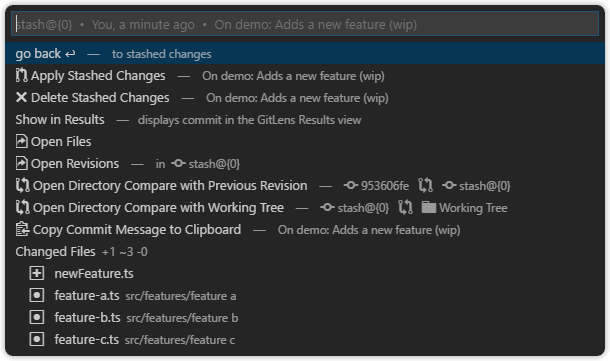 stash@{0} • You, a minute ago • On demo: Adds a new feature (wip)
go back ↩ — to stashed changes
Apply Stashed Changes — On demo: Adds a new feature (wip)
Delete Stashed Changes — On demo: Adds a new feature (wip)
Show in Results — displays commit in the GitLens Results view
Open Files
Open Revisions — in stash@{0}
Open Directory Compare with Previous Revision — 953606fe stash@{0}
Open Directory Compare with Working Tree — stash@{0} Working Tree
Copy Commit Message to Clipboard — On demo: Adds a new feature (wip)
Changed Files +1 ~3 -0
newFeature.ts
feature-a.ts src/features/feature a
feature-b.ts src/features/feature b
feature-c.ts src/features/feature c